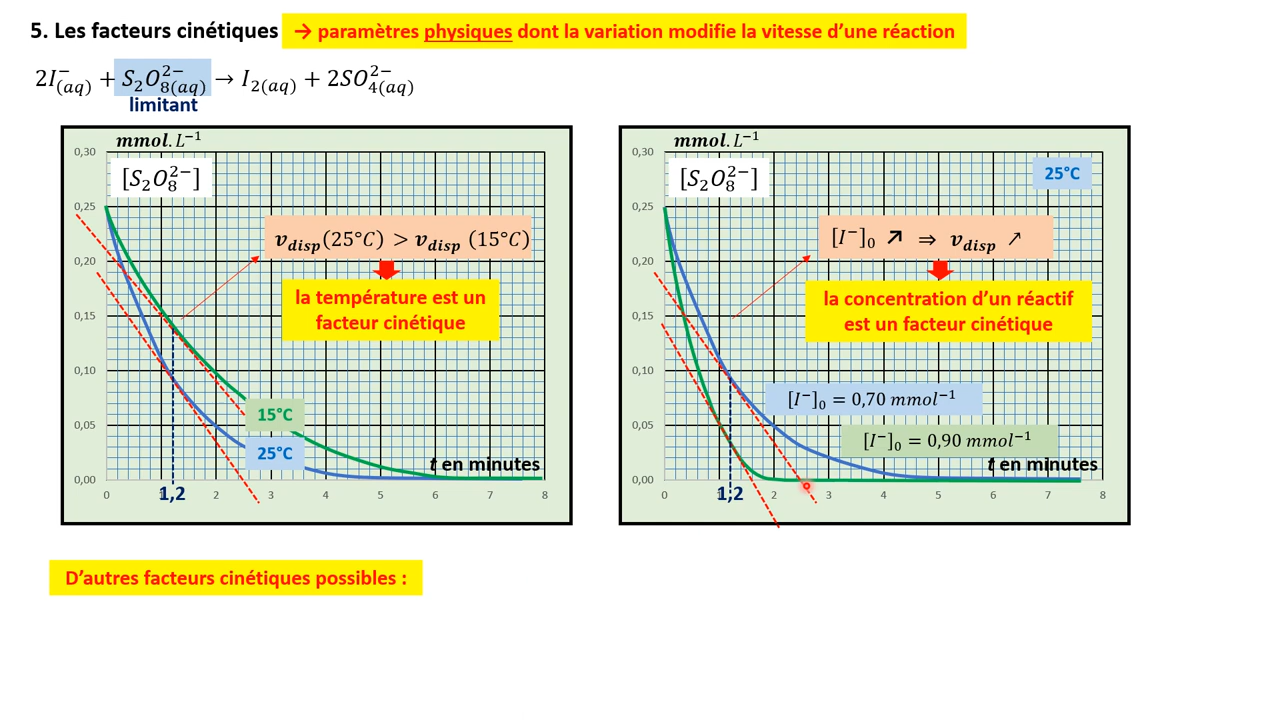 5. Les facteurs cinétiques → paramètres physiques dont la variation modifie la vitesse d’une réaction
2I⁻(aq) + S₂O₈²⁻(aq) → I₂(aq) + 2SO₄²⁻(aq)
limitant
mmol.L⁻¹
0,30
[S₂O₈²⁻]
0,25
v_disp(25°C) > v_disp (15°C)
0,20
la température est un
facteur cinétique
0,15
0,10
15°C
0,05
25°C
t en minutes
0,00
0 1,2 2 3 4 5 6 7 8
mmol.L⁻¹
0,30
25°C
[S₂O₈²⁻]
0,25
[I⁻]₀ ↗ ⇒ v_disp ↗
0,20
la concentration d’un réactif
est un facteur cinétique
0,15
0,10
[I⁻]₀ = 0,70 mmol⁻¹
0,05
[I⁻]₀ = 0,90 mmol⁻¹
t en minutes
0,00
0 1,2 2 3 4 5 6 7 8
D’autres facteurs cinétiques possibles :